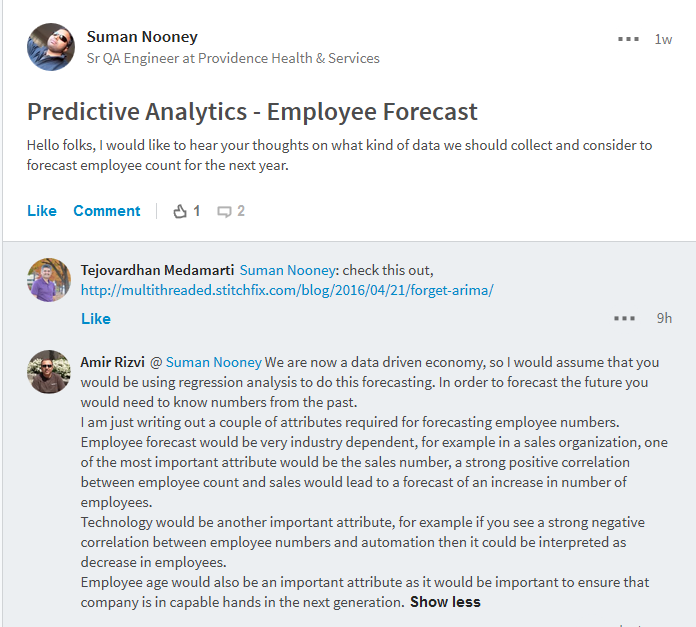 Suman Nooney
1w
Sr QA Engineer at Providence Health & Services
Predictive Analytics - Employee Forecast
Hello folks, I would like to hear your thoughts on what kind of data we should collect and consider to
forecast employee count for the next year.
Like Comment 1 2
Tejovardhan Medamarti Suman Nooney: check this out,
http://multithreaded.stitchfix.com/blog/2016/04/21/forget-arima/
Like
9h
Amir Rizvi @ Suman Nooney We are now a data driven economy, so I would assume that you
would be using regression analysis to do this forecasting. In order to forecast the future you
would need to know numbers from the past.
I am just writing out a couple of attributes required for forecasting employee numbers.
Employee forecast would be very industry dependent, for example in a sales organization, one
of the most important attribute would be the sales number, a strong positive correlation
between employee count and sales would lead to a forecast of an increase in number of
employees.
Technology would be another important attribute, for example if you see a strong negative
correlation between employee numbers and automation then it could be interpreted as
decrease in employees.
Employee age would also be an important attribute as it would be important to ensure that
company is in capable hands in the next generation. Show less